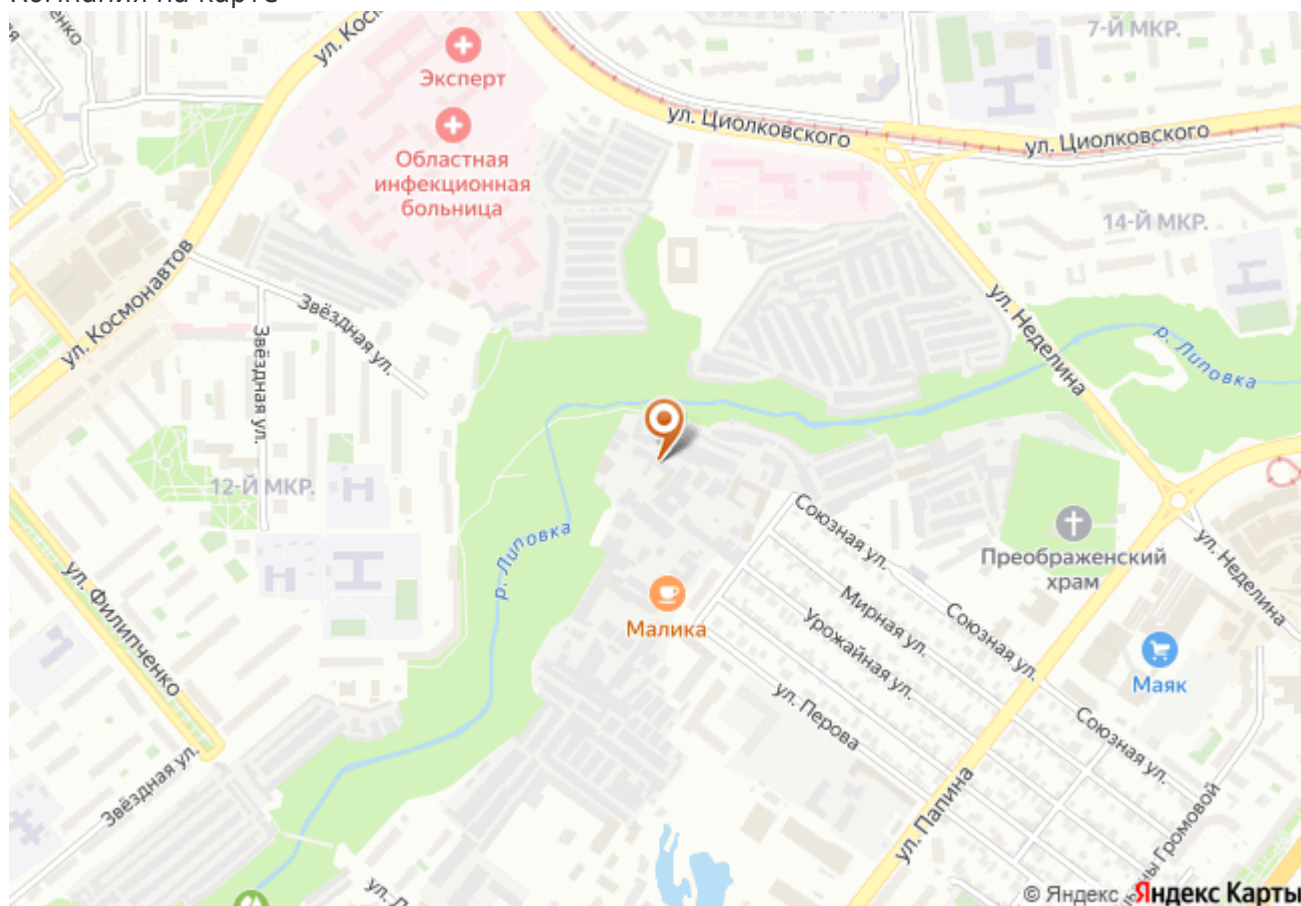 ул. Косм
7-Й МКР.
Эксперт
ул. Циолковского
ул. Циолковского
Областная
инфекционная
больница
14-Й МКР.
ул. Космонавтов
Звёздная ул.
Звёздная ул.
ул. Неделина
р. Липовка
12-Й МКР.
Союзная ул.
р. Липовка
Преображенский
храм
ул. Неделина
ул. Филипченко
Малика
Мирная ул.
Союзная ул.
Урожайная ул.
Маяк
ул. Перова
Союзная ул.
Звёздная ул.
ул. Папина
Громовой
© Яндекс Яндекс Карты